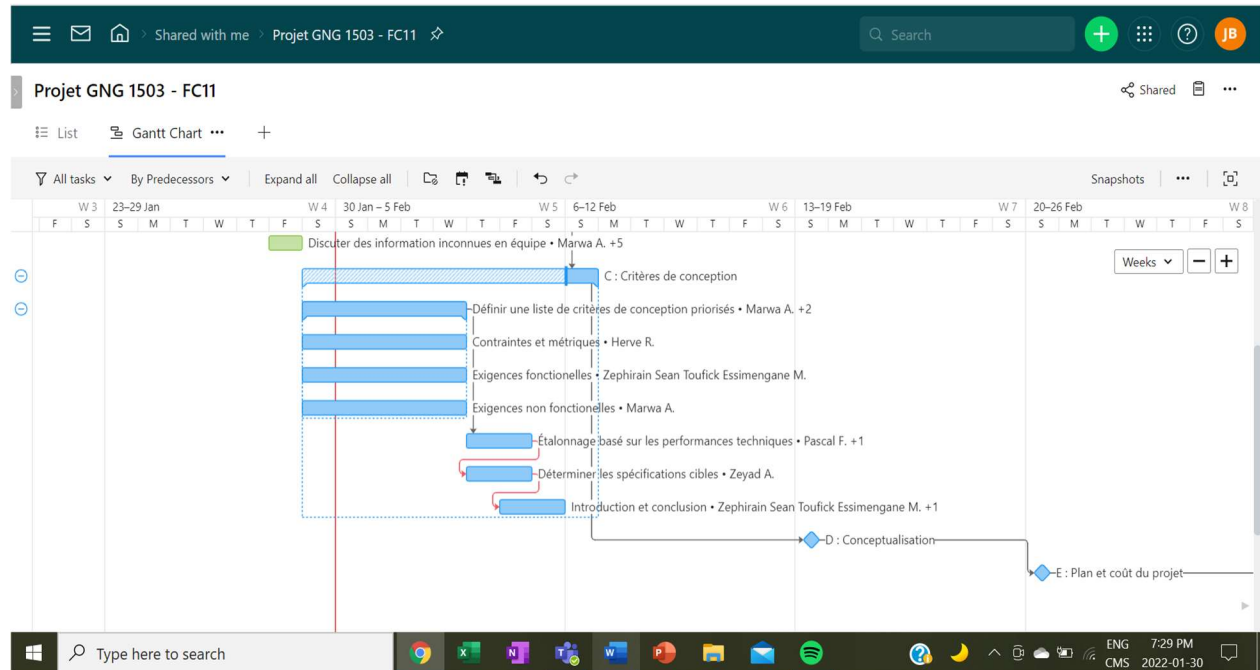 Shared with me > Projet GNG 1503 - FC11 Search + ? JB
Projet GNG 1503 - FC11 Shared
List Gantt Chart
All tasks By Predecessors Expand all Collapse all Snapshots
W 3 23–29 Jan W 4 30 Jan – 5 Feb W 5 6–12 Feb W 6 13–19 Feb W 7 20–26 Feb W 8
F S S M T W T F S S M T W T F S S M T W T F S S M T W T F S S M T W T F S
Discuter des information inconnues en équipe • Marwa A. +5
Weeks
C : Critères de conception
Définir une liste de critères de conception priorisés • Marwa A. +2
Contraintes et métriques • Herve R.
Exigences fonctionelles • Zephirain Sean Toufick Essimengane M.
Exigences non fonctionelles • Marwa A.
Étalonnage basé sur les performances techniques • Pascal F. +1
Déterminer les spécifications cibles • Zeyad A.
Introduction et conclusion • Zephirain Sean Toufick Essimengane M. +1
D : Conceptualisation
E : Plan et coût du projet
Type here to search ENG 7:29 PM
CMS 2022-01-30